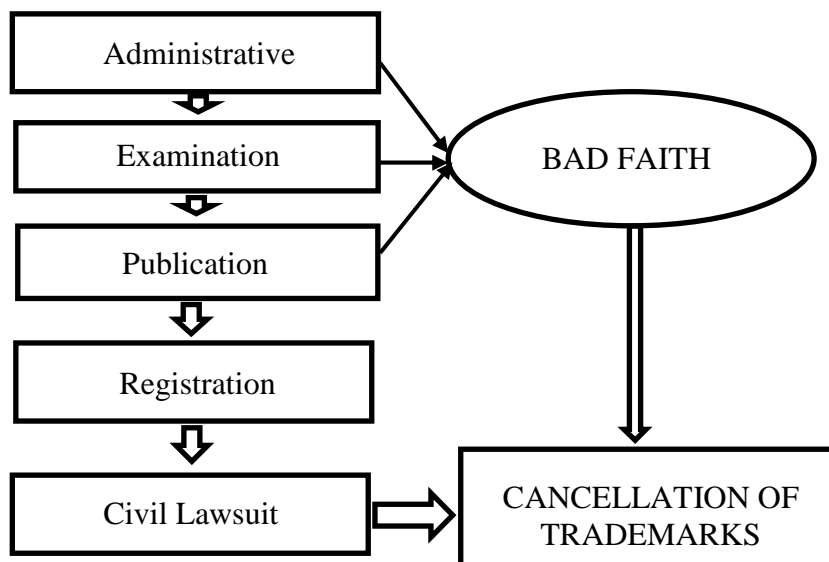 Administrative
Examination
Publication
Registration
Civil Lawsuit
BAD FAITH
CANCELLATION OF
TRADEMARKS